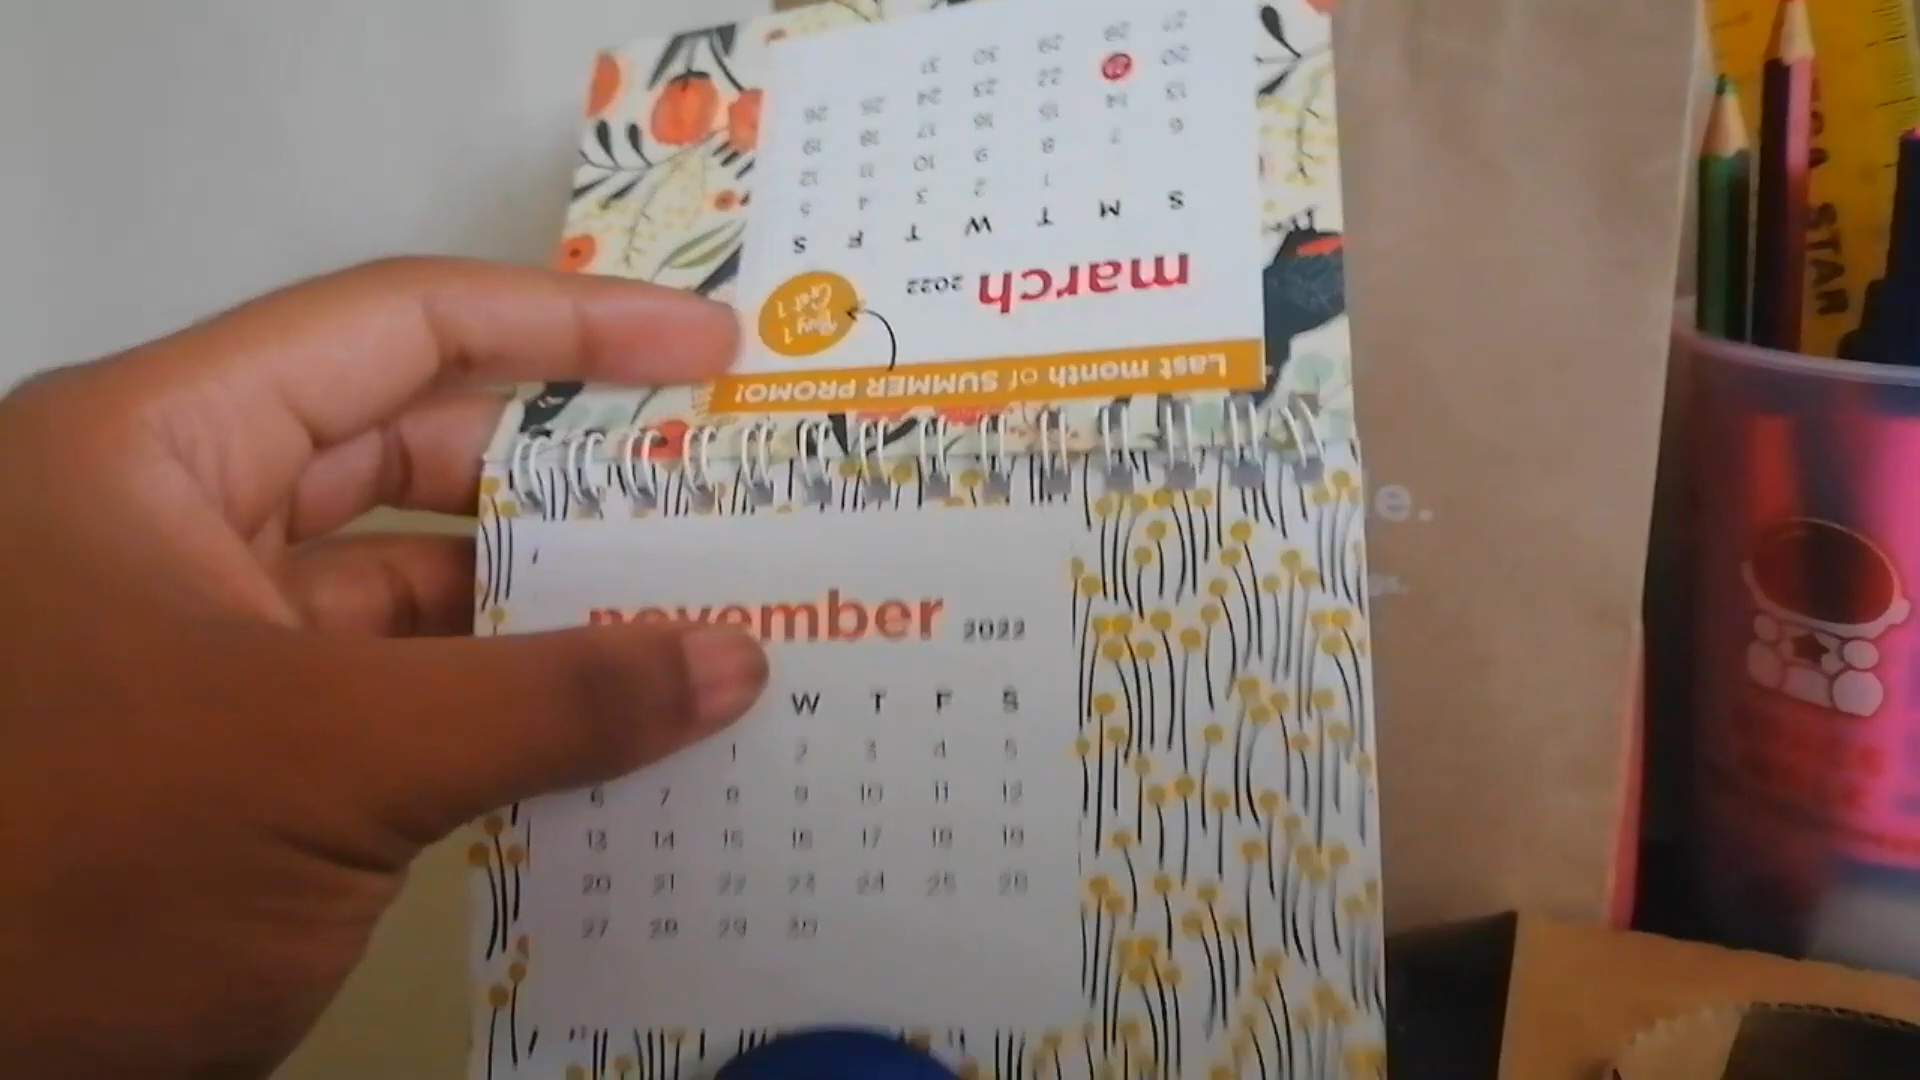 Last month of SUMMER PROMO!
Buy 1
Get 1
march 2022
S M T W T F S
1 2 3 4 5
6 7 8 9 10 11 12
13 14 15 16 17 18 19
20 21 22 23 24 25 26
27 28 29 30 31
november 2022
W T F S
1 2 3 4 5
6 7 8 9 10 11 12
13 14 15 16 17 18 19
20 21 22 23 24 25 26
27 28 29 30
e.
STAR